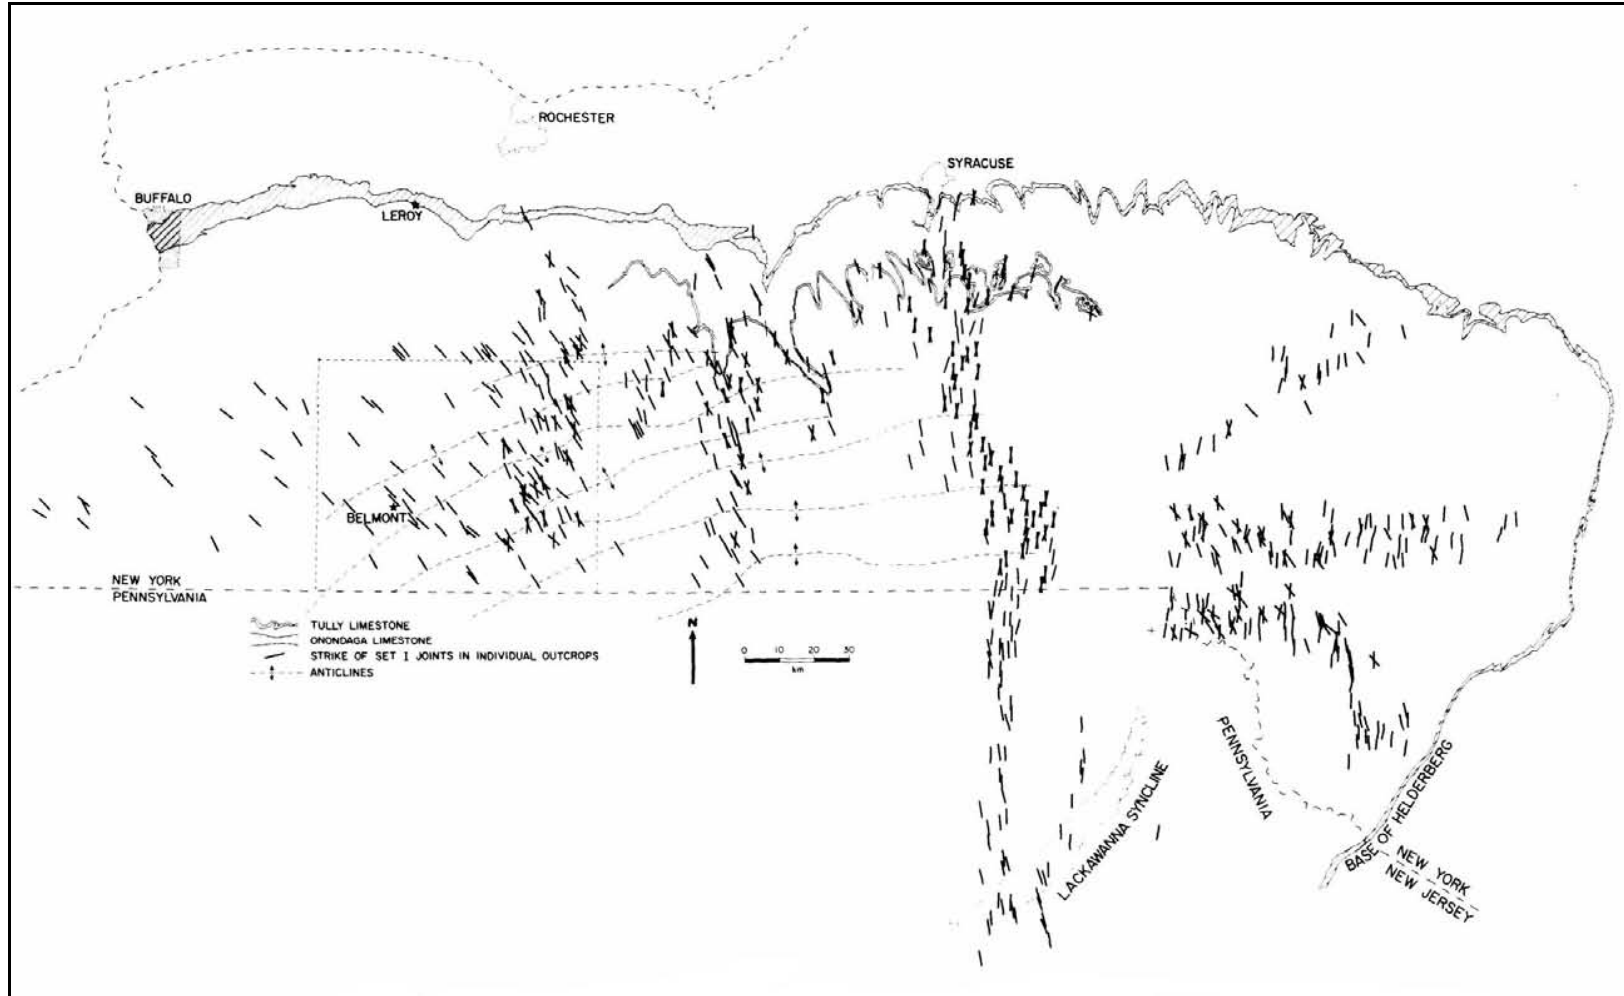 ROCHESTER
SYRACUSE
BUFFALO
LEROY
BELMONT
NEW YORK
PENNSYLVANIA
TULLY LIMESTONE
ONONDAGA LIMESTONE
STRIKE OF SET I JOINTS IN INDIVIDUAL OUTCROPS
ANTICLINES
N
0 10 20 30
km
PENNSYLVANIA
LACKAWANNA SYNCLINE
BASE OF HELDERBERG
NEW YORK
NEW JERSEY